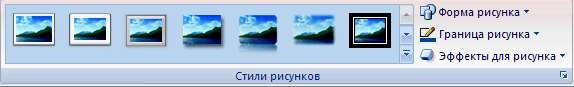 Форма рисунка
Граница рисунка
Эффекты для рисунка
Стили рисунков